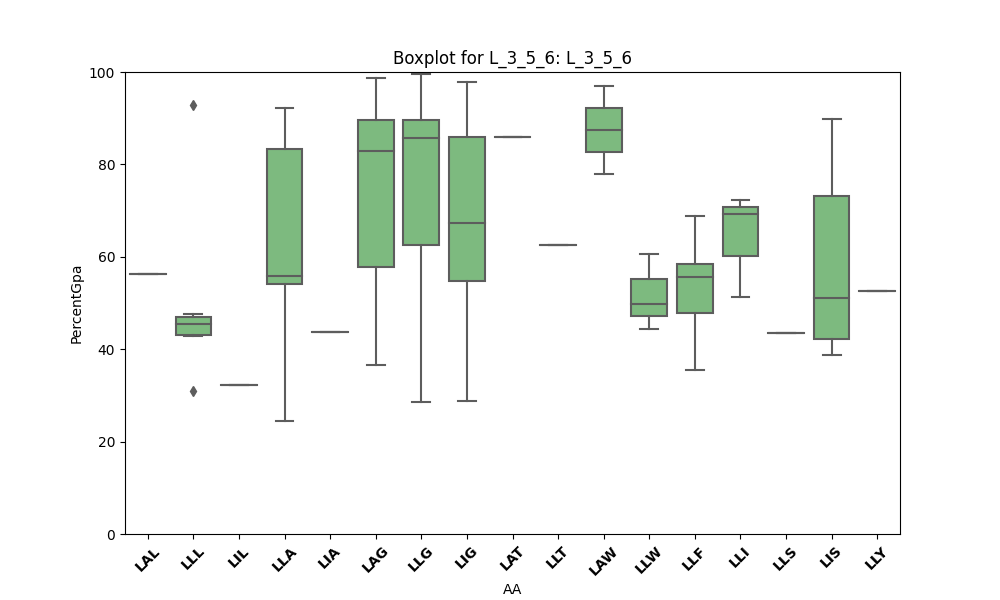 Boxplot for L_3_5_6: L_3_5_6
100
80
60
40
20
0
PercentGpa
LAL LLL LIL LLA LIA LAG LLG LIG LAT LLT LAW LLW LLF LLI LLS LIS LLY
AA